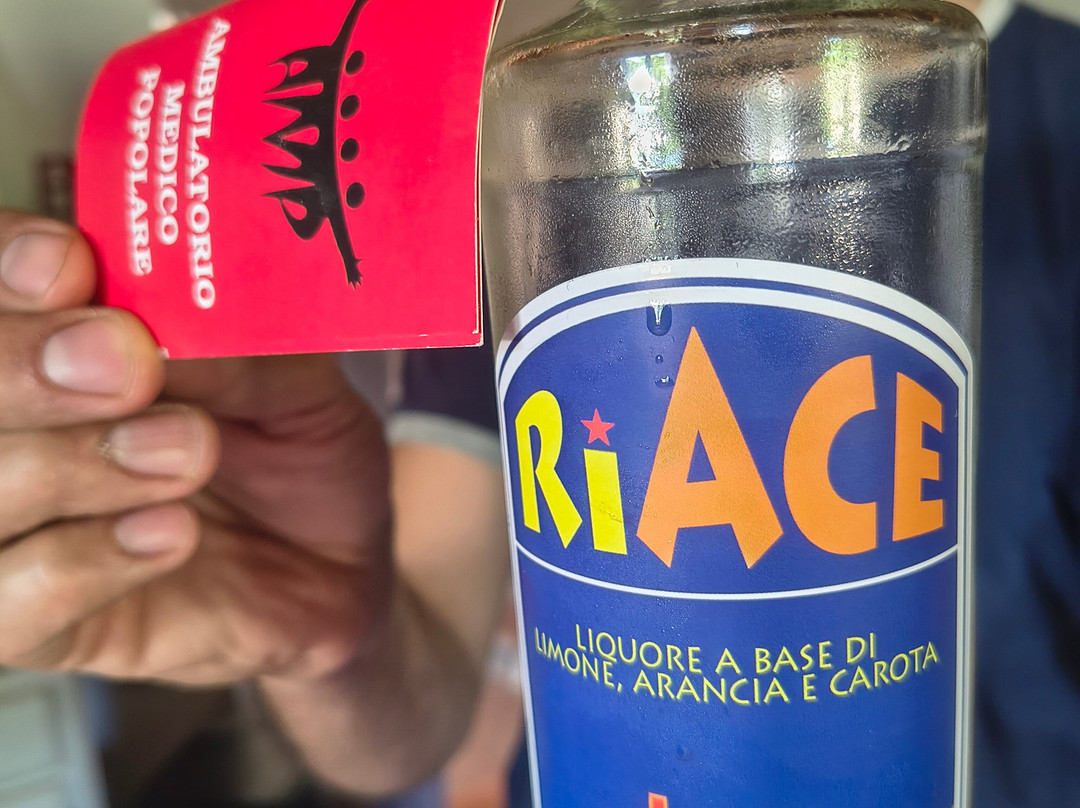 AMBULATORIO
MEDICO
POPOLARE
AMP
RiACE
LIQUORE A BASE DI
LIMONE, ARANCIA E CAROTA